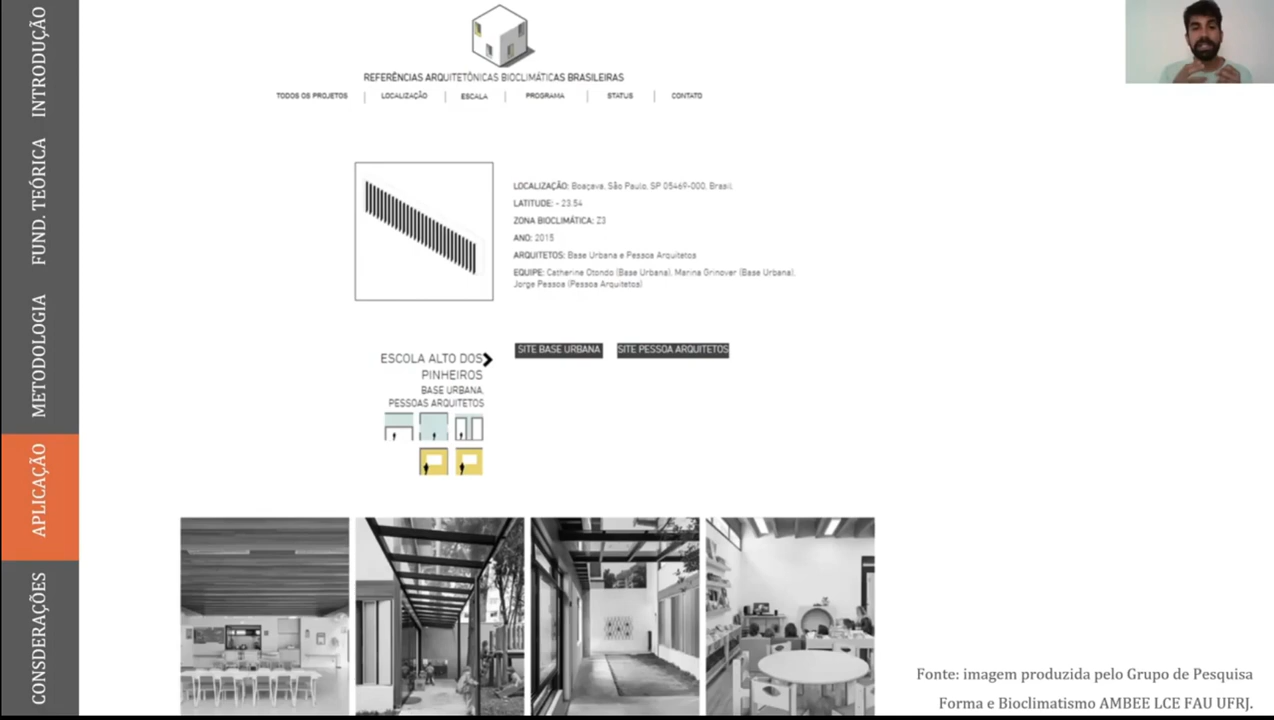 INTRODUÇÃO
FUND. TEÓRICA
METODOLOGIA
APLICAÇÃO
CONSDERAÇÕES
REFERÊNCIAS ARQUITETÔNICAS BIOCLIMÁTICAS BRASILEIRAS
TODOS OS PROJETOS | LOCALIZAÇÃO | ESCALA | PROGRAMA | STATUS | CONTATO
LOCALIZAÇÃO: Boaçava, São Paulo, SP 05469-000, Brasil
LATITUDE: - 23.54
ZONA BIOCLIMÁTICA: Z3
ANO: 2015
ARQUITETOS: Base Urbana e Pessoa Arquitetos
EQUIPE: Catherine Otondo (Base Urbana), Marina Grinover (Base Urbana),
Jorge Pessoa (Pessoa Arquitetos)
ESCOLA ALTO DOS
PINHEIROS
BASE URBANA,
PESSOAS ARQUITETOS
SITE BASE URBANA
SITE PESSOA ARQUITETOS
Fonte: imagem produzida pelo Grupo de Pesquisa
Forma e Bioclimatismo AMBEE LCE FAU UFRJ.